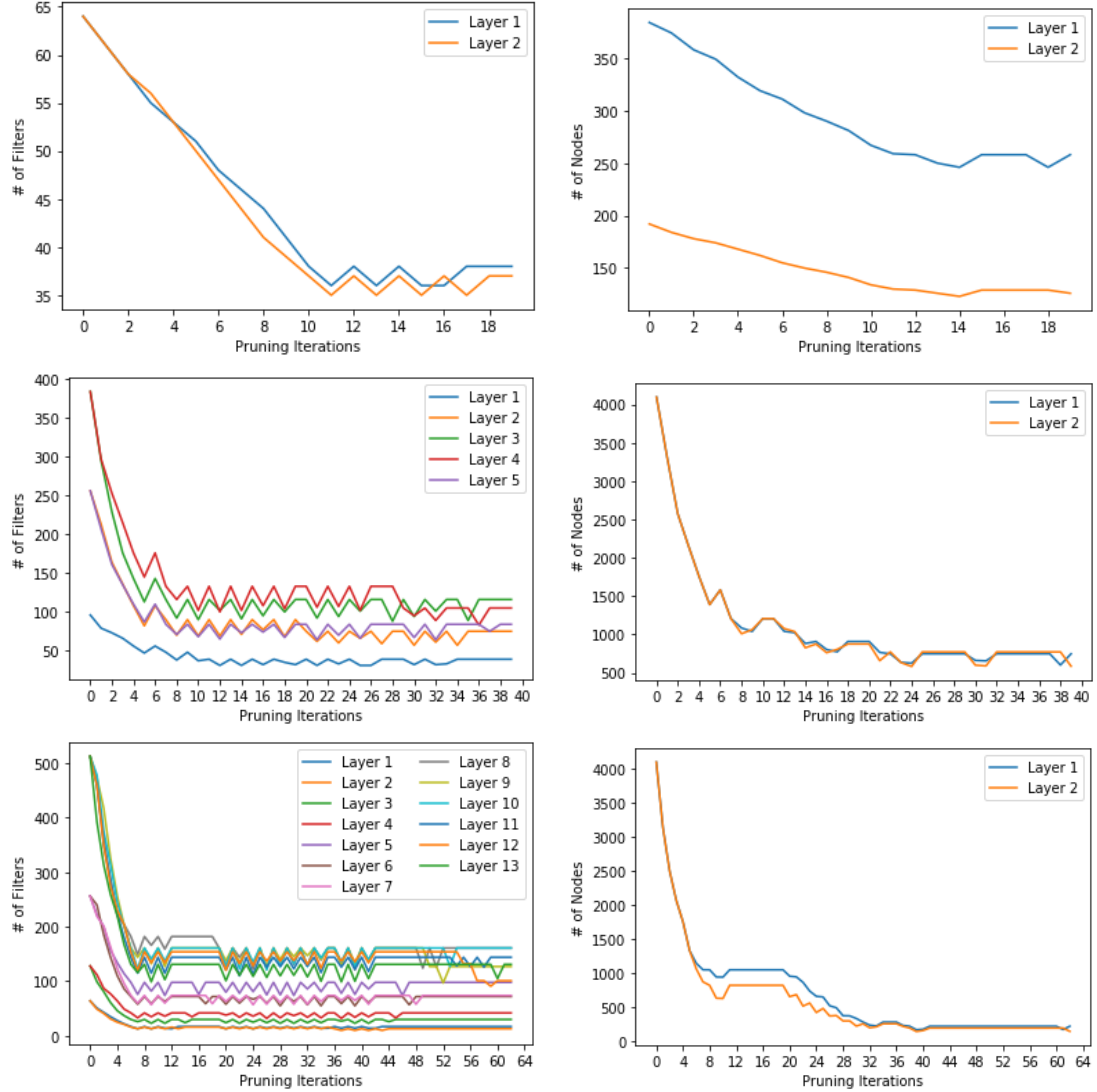 65
60
55
50
45
40
35
# of Filters
0 2 4 6 8 10 12 14 16 18
Pruning Iterations
Layer 1
Layer 2
350
300
250
200
150
# of Nodes
0 2 4 6 8 10 12 14 16 18
Pruning Iterations
Layer 1
Layer 2
400
350
300
250
200
150
100
50
# of Filters
0 2 4 6 8 10 12 14 16 18 20 22 24 26 28 30 32 34 36 38 40
Pruning Iterations
Layer 1
Layer 2
Layer 3
Layer 4
Layer 5
4000
3500
3000
2500
2000
1500
1000
500
# of Nodes
0 2 4 6 8 10 12 14 16 18 20 22 24 26 28 30 32 34 36 38 40
Pruning Iterations
Layer 1
Layer 2
500
400
300
200
100
0
# of Filters
0 4 8 12 16 20 24 28 32 36 40 44 48 52 56 60 64
Pruning Iterations
Layer 1
Layer 2
Layer 3
Layer 4
Layer 5
Layer 6
Layer 7
Layer 8
Layer 9
Layer 10
Layer 11
Layer 12
Layer 13
4000
3500
3000
2500
2000
1500
1000
500
0
# of Nodes
0 4 8 12 16 20 24 28 32 36 40 44 48 52 56 60 64
Pruning Iterations
Layer 1
Layer 2